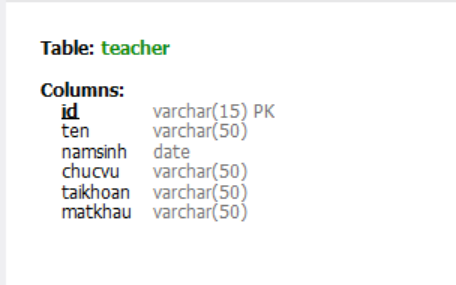 Table: teacher
Columns:
id varchar(15) PK
ten varchar(50)
namsinh date
chucvu varchar(50)
taikhoan varchar(50)
matkhau varchar(50)